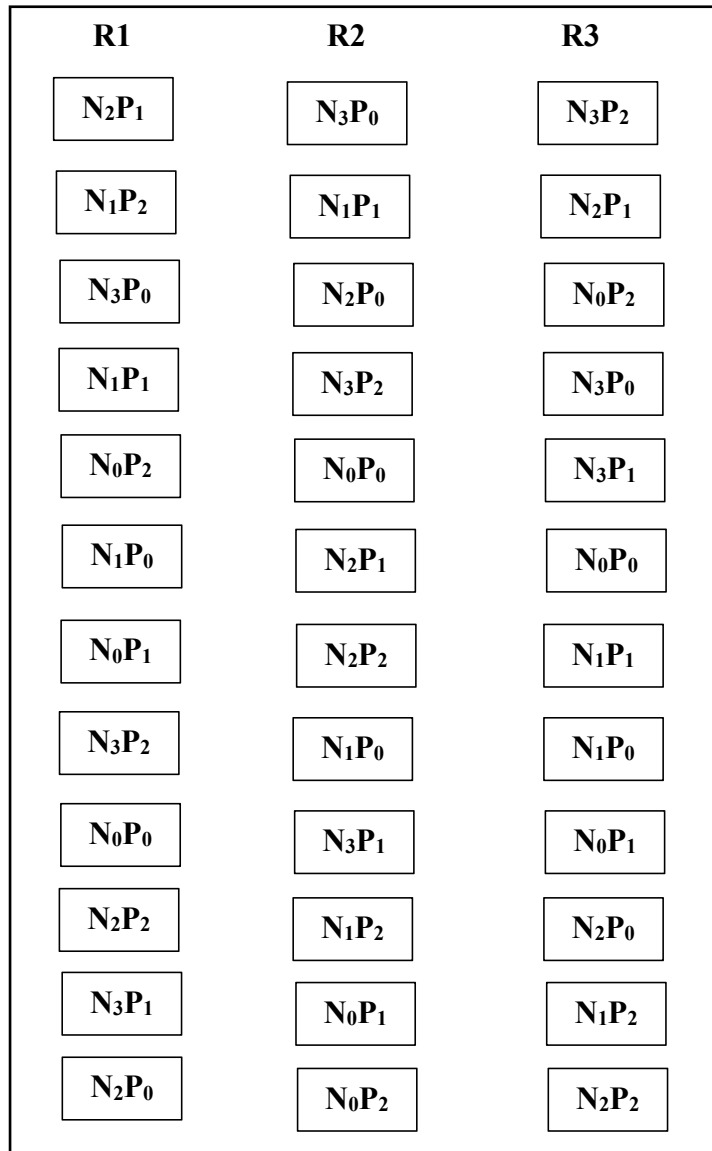 R1 R2 R3
N₂P₁ N₃P₀ N₃P₂
N₁P₂ N₁P₁ N₂P₁
N₃P₀ N₂P₀ N₀P₂
N₁P₁ N₃P₂ N₃P₀
N₀P₂ N₀P₀ N₃P₁
N₁P₀ N₂P₁ N₀P₀
N₀P₁ N₂P₂ N₁P₁
N₃P₂ N₁P₀ N₁P₀
N₀P₀ N₃P₁ N₀P₁
N₂P₂ N₁P₂ N₂P₀
N₃P₁ N₀P₁ N₁P₂
N₂P₀ N₀P₂ N₂P₂